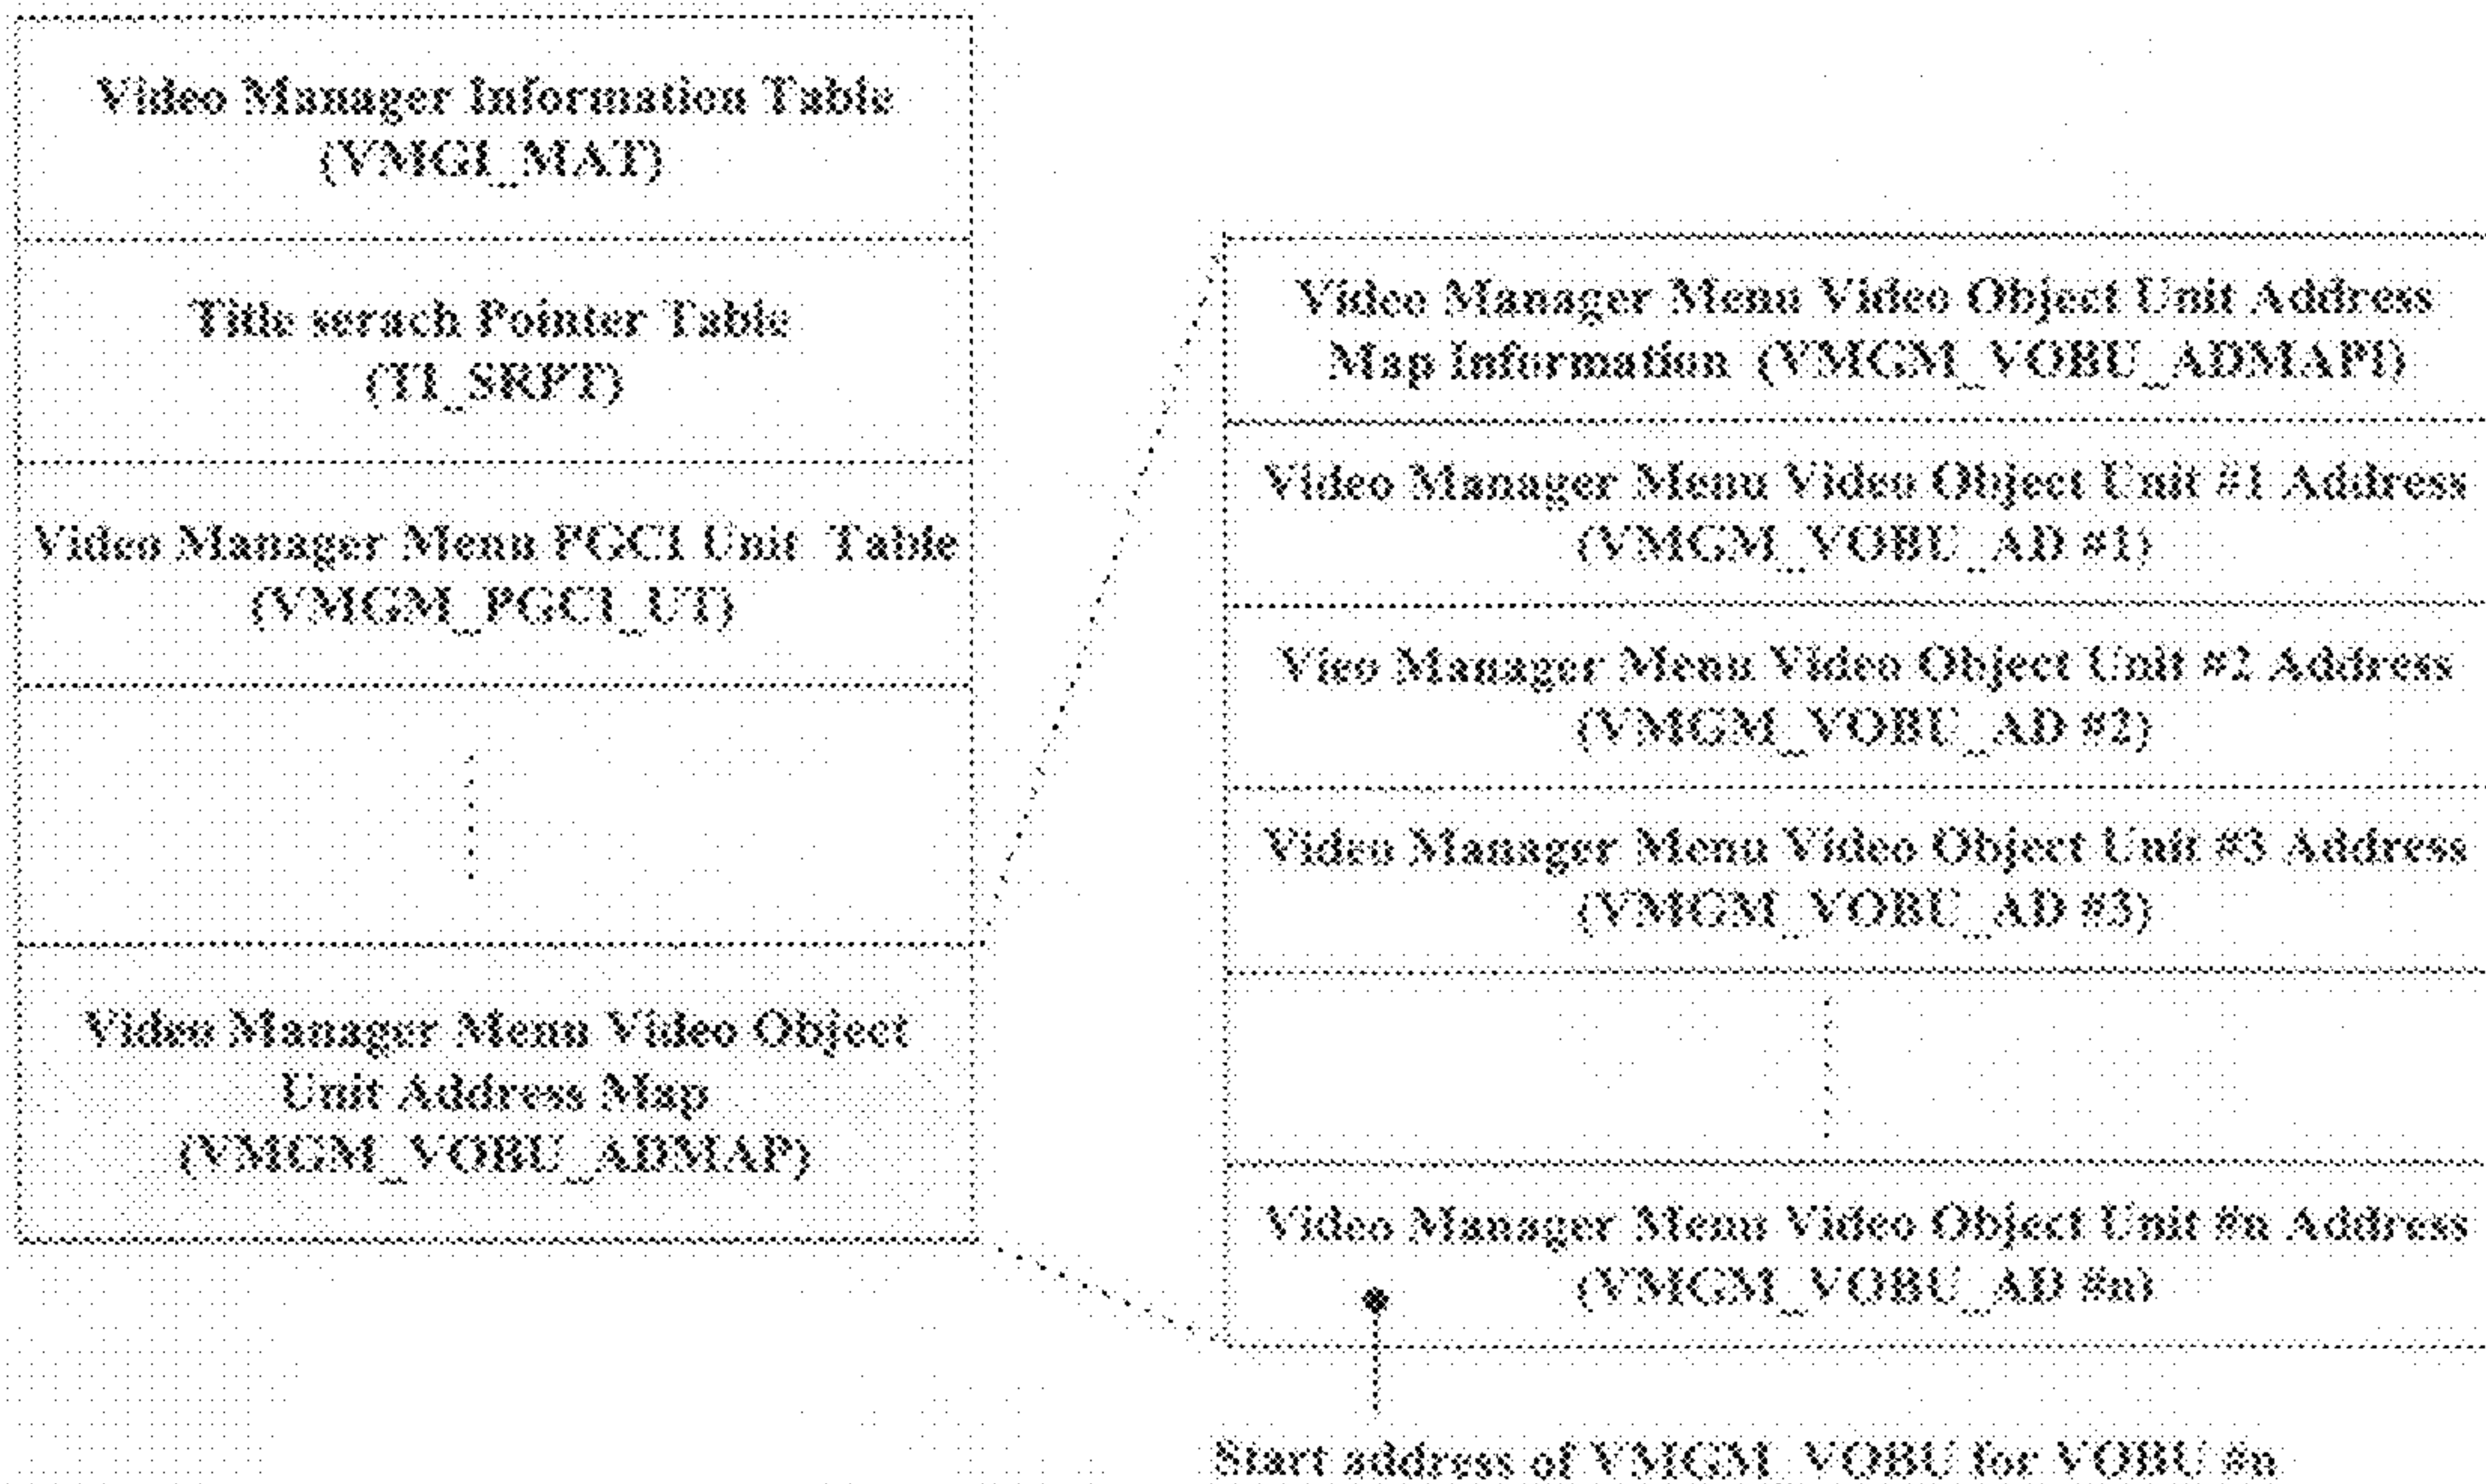 Video Manager Information Table
(VMGI_MAT)
Title serach Pointer Table
(TT_SRPT)
Video Manager Menu PGCI Unit Table
(VMGM_PGCI_UT)
Video Manager Menu Video Object
Unit Address Map
(VMGM_VOBU_ADMAP)
Video Manager Menu Video Object Unit Address
Map Information (VMGM_VOBU_ADMAPI)
Video Manager Menu Video Object Unit #1 Address
(VMGM_VOBU_AD #1)
Vieo Manager Menu Video Object Unit #2 Address
(VMGM_VOBU_AD #2)
Video Manager Menu Video Object Unit #3 Address
(VMGM_VOBU_AD #3)
Video Manager Menu Video Object Unit #n Address
(VMGM_VOBU_AD #n)
Start address of VMGM_VOBU for VOBU #n